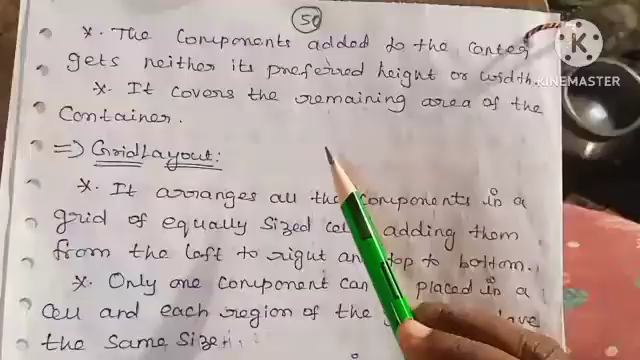 50
*. The components added to the center
gets neither its preferred height or width.
*. It covers the remaining area of the
container.
=> GridLayout:
*. It arranges all the components in a
grid of equally sized adding them
from the left to right top to bottom.
*. Only one component can placed in a
cell and each region of the
the same size.
KINEMASTER